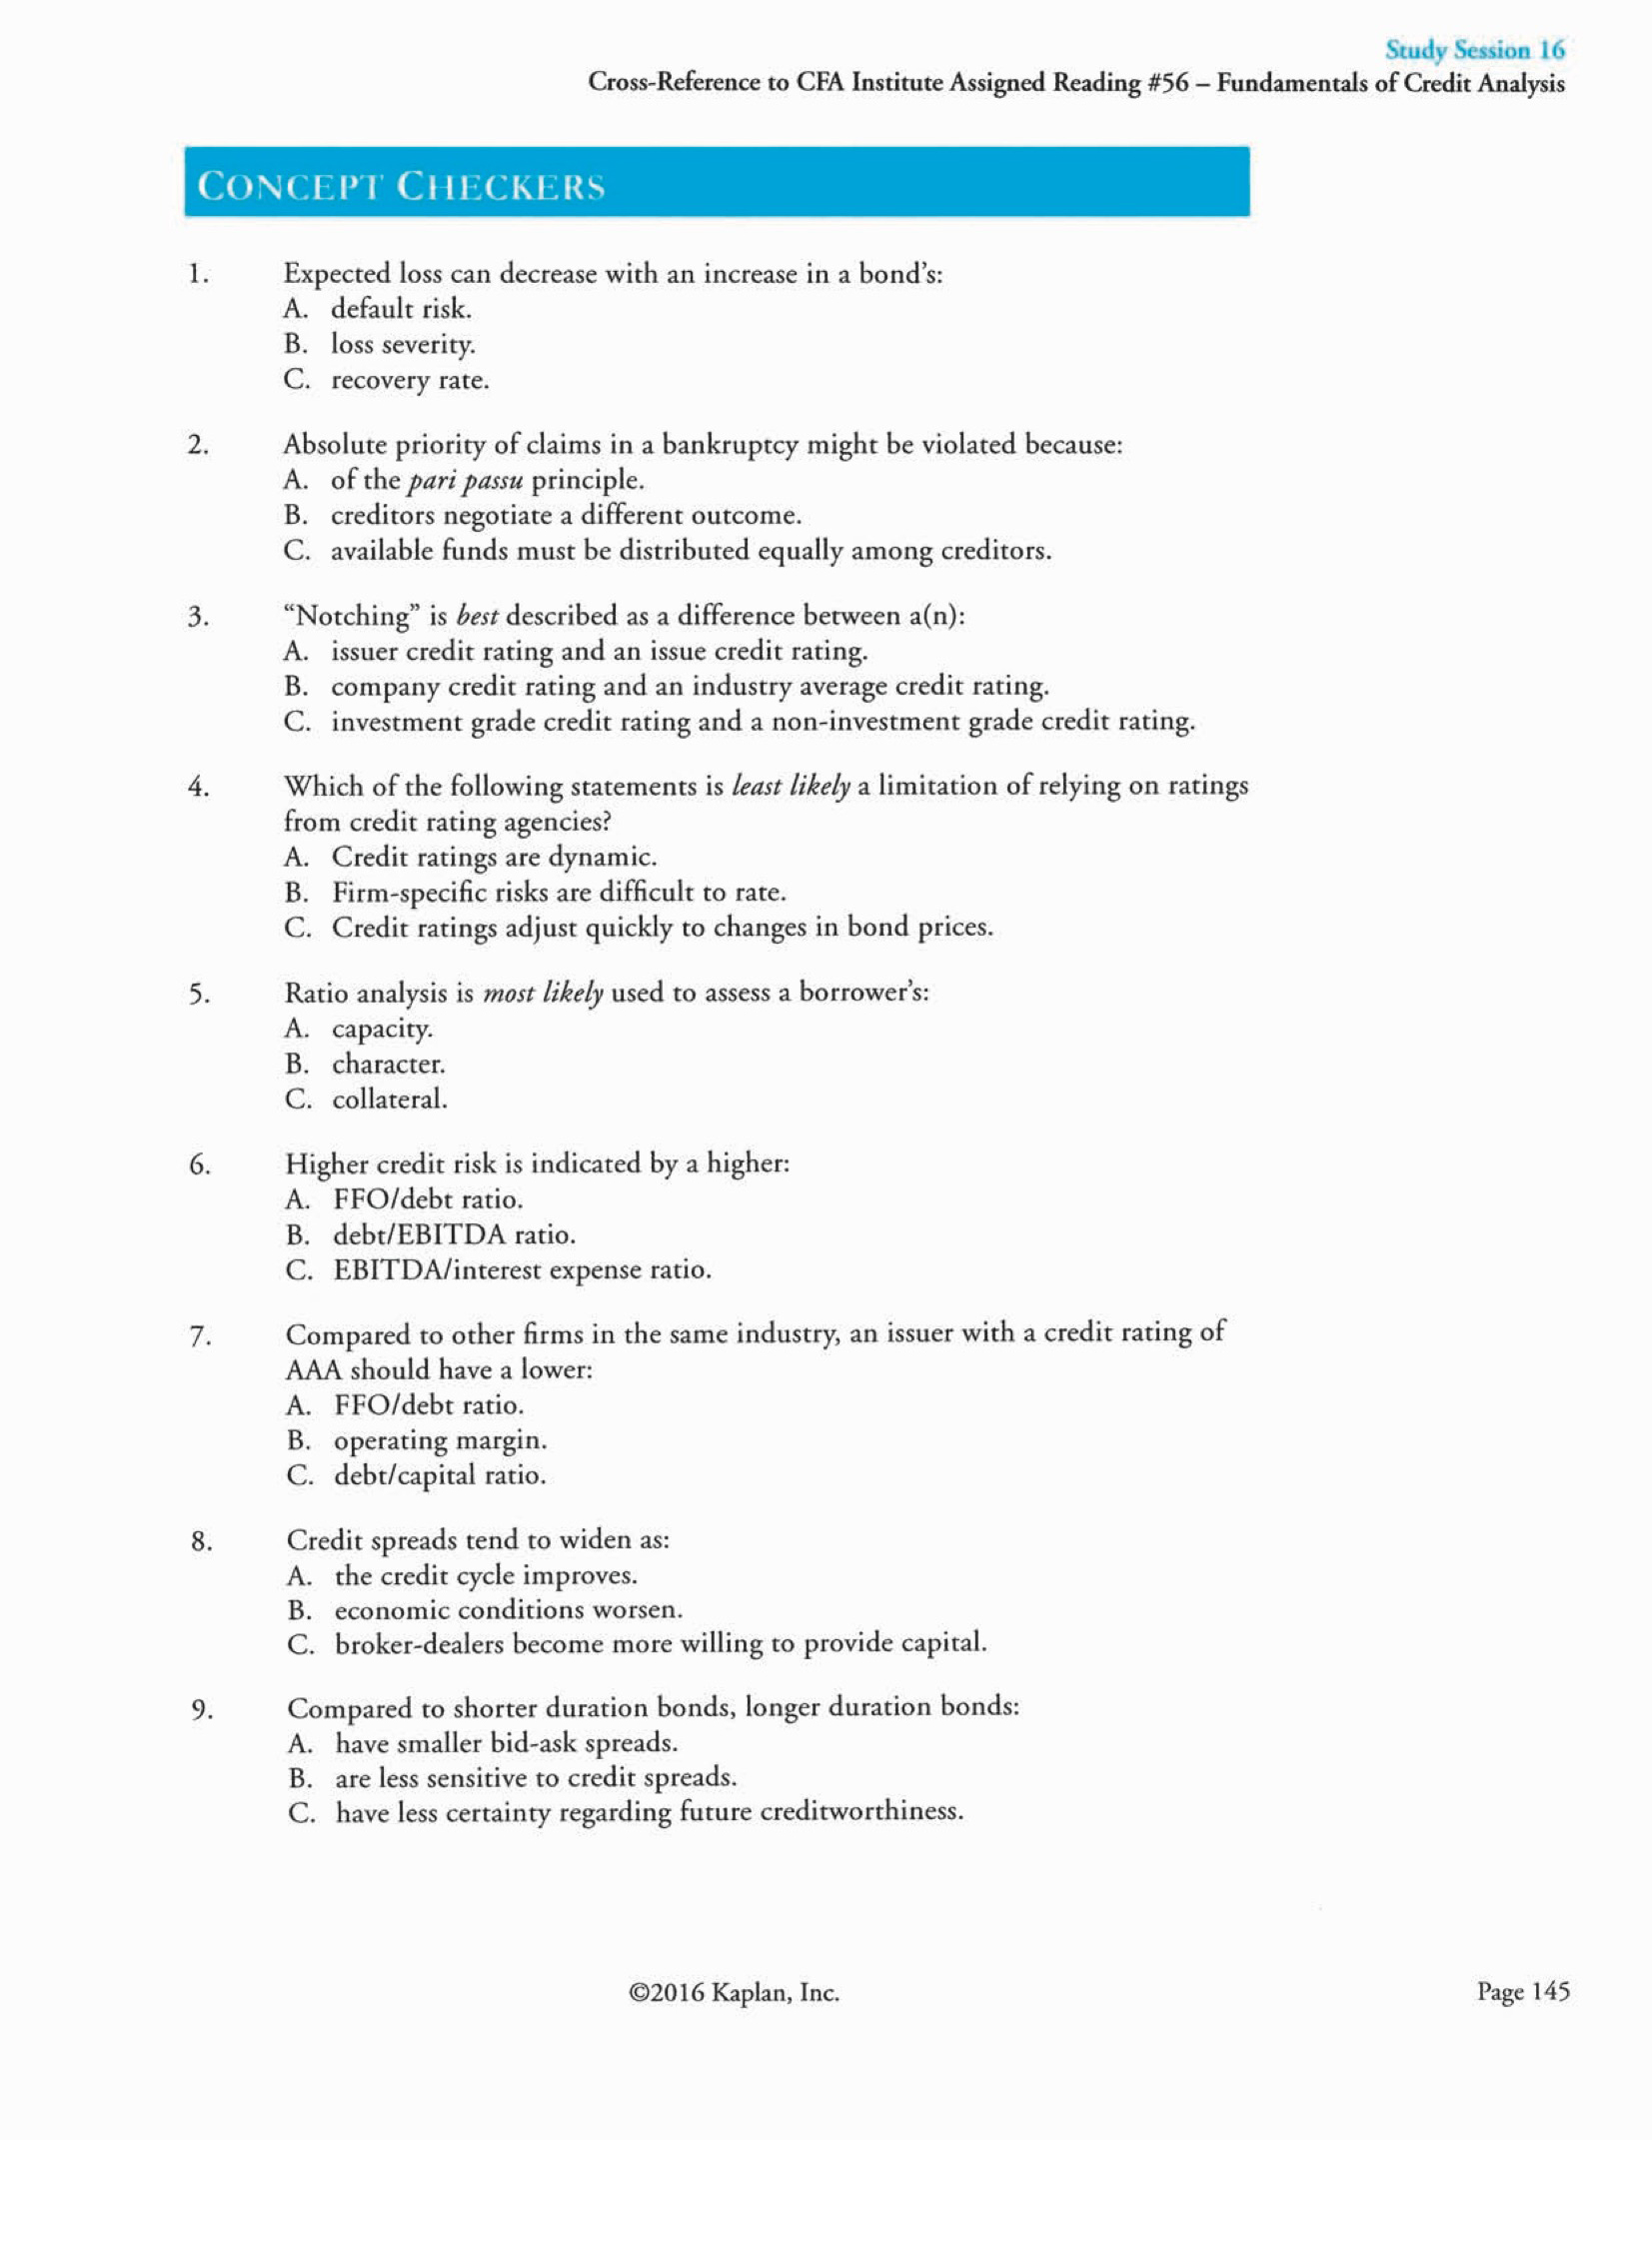 Study Session 16
Cross-Reference to CFA Institute Assigned Reading #56 – Fundamentals of Credit Analysis
CONCEPT CHECKERS
1. Expected loss can decrease with an increase in a bond's:
A. default risk.
B. loss severity.
C. recovery rate.
2. Absolute priority of claims in a bankruptcy might be violated because:
A. of the pari passu principle.
B. creditors negotiate a different outcome.
C. available funds must be distributed equally among creditors.
3. “Notching” is best described as a difference between a(n):
A. issuer credit rating and an issue credit rating.
B. company credit rating and an industry average credit rating.
C. investment grade credit rating and a non-investment grade credit rating.
4. Which of the following statements is least likely a limitation of relying on ratings
from credit rating agencies?
A. Credit ratings are dynamic.
B. Firm-specific risks are difficult to rate.
C. Credit ratings adjust quickly to changes in bond prices.
5. Ratio analysis is most likely used to assess a borrower's:
A. capacity.
B. character.
C. collateral.
6. Higher credit risk is indicated by a higher:
A. FFO/debt ratio.
B. debt/EBITDA ratio.
C. EBITDA/interest expense ratio.
7. Compared to other firms in the same industry, an issuer with a credit rating of
AAA should have a lower:
A. FFO/debt ratio.
B. operating margin.
C. debt/capital ratio.
8. Credit spreads tend to widen as:
A. the credit cycle improves.
B. economic conditions worsen.
C. broker-dealers become more willing to provide capital.
9. Compared to shorter duration bonds, longer duration bonds:
A. have smaller bid-ask spreads.
B. are less sensitive to credit spreads.
C. have less certainty regarding future creditworthiness.
©2016 Kaplan, Inc.
Page 145